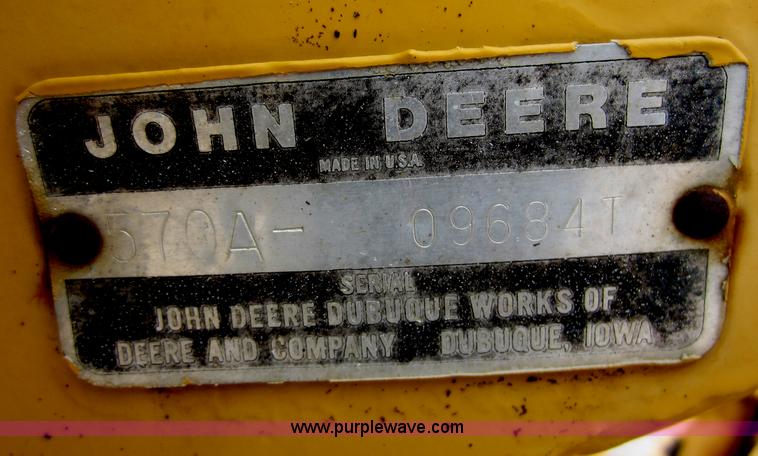 JOHN DEERE
MADE IN U.S.A.
570A- 09684T
SERIAL
JOHN DEERE DUBUQUE WORKS OF
DEERE AND COMPANY DUBUQUE, IOWA
www.purplewave.com